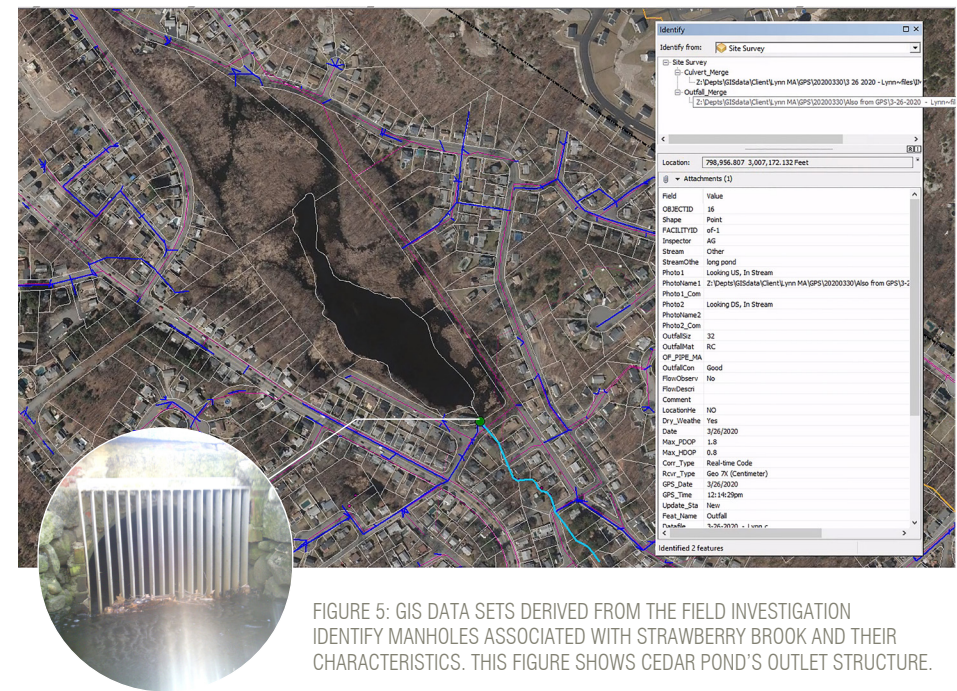 Identify
Identify from: Site Survey
Site Survey
Culvert_Merge
Z:\Depts\GISdata\Client\Lynn MA\GPS\20200330\3 26 2020 - Lynn~files\IM
Outfall_Merge
Z:\Depts\GISdata\Client\Lynn MA\GPS\20200330\Also from GPS\3-26-2020 - Lynn~fil
Location: 798,956.807 3,007,172.132 Feet
Attachments (1)
Field Value
OBJECTID 16
Shape Point
FACILITYID of-1
Inspector AG
Stream Other
StreamOthe long pond
Photo1 Looking US, In Stream
PhotoName1 Z:\Depts\GISdata\Client\Lynn MA\GPS\20200330\Also from GPS\3-2
Photo1_Com
Photo2 Looking DS, In Stream
PhotoName2
Photo2_Com
OutfallSiz 32
OutfallMat RC
OF_PIPE_MA
OutfallCon Good
FlowObserv No
FlowDescri
Comment
LocationHe NO
Dry_Weathe Yes
Date 3/26/2020
Max_PDOP 1.8
Max_HDOP 0.8
Corr_Type Real-time Code
Rcvr_Type Geo 7X (Centimeter)
GPS_Date 3/26/2020
GPS_Time 12:14:29pm
Update_Sta New
Feat_Name Outfall
Datafile 3-26-2020 - Lynn.c
Identified 2 features
FIGURE 5: GIS DATA SETS DERIVED FROM THE FIELD INVESTIGATION
IDENTIFY MANHOLES ASSOCIATED WITH STRAWBERRY BROOK AND THEIR
CHARACTERISTICS. THIS FIGURE SHOWS CEDAR POND'S OUTLET STRUCTURE.